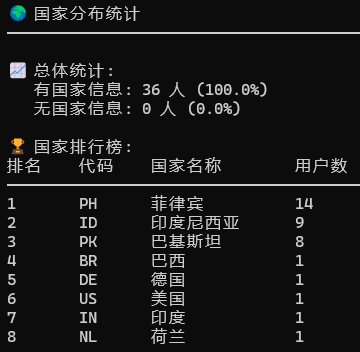 🌍 国家分布统计
📈 总体统计:
有国家信息: 36 人 (100.0%)
无国家信息: 0 人 (0.0%)
🏆 国家排行榜:
排名 代码 国家名称 用户数
1 PH 菲律宾 14
2 ID 印度尼西亚 9
3 PK 巴基斯坦 8
4 BR 巴西 1
5 DE 德国 1
6 US 美国 1
7 IN 印度 1
8 NL 荷兰 1